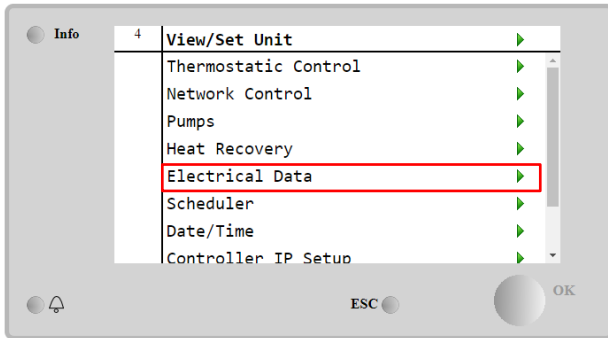 Info
4 View/Set Unit
Thermostatic Control
Network Control
Pumps
Heat Recovery
Electrical Data
Scheduler
Date/Time
Controller IP Setup
ESC
OK